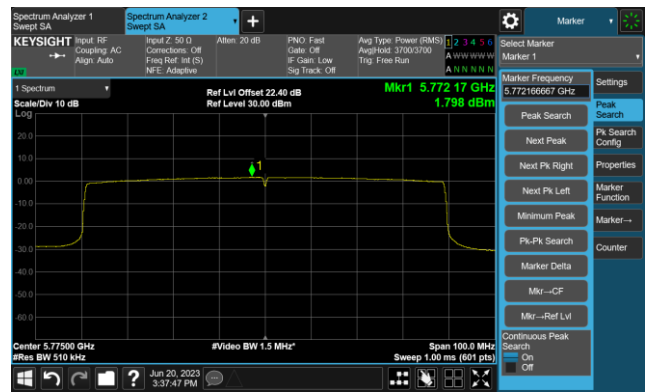 Spectrum Analyzer 1
Swept SA
Spectrum Analyzer 2
Swept SA
Marker
KEYSIGHT
Input: RF
Coupling: AC
Align: Auto
Input Z: 50 Ω
Corrections: Off
Freq Ref: Int (S)
NFE: Adaptive
Atten: 20 dB
PNO: Fast
Gate: Off
IF Gain: Low
Sig Track: Off
Avg Type: Power (RMS)
Avg|Hold: 3700/3700
Trig: Free Run
1 2 3 4 5 6
A W W W W W
A N N N N N
LXI
Select Marker
Marker 1
1 Spectrum
Scale/Div 10 dB
Ref Lvl Offset 22.40 dB
Ref Level 30.00 dBm
Mkr1 5.772 17 GHz
1.798 dBm
Log
20.0
10.0
0.00
-10.0
-20.0
-30.0
-40.0
-50.0
-60.0
1
Center 5.77500 GHz
#Res BW 510 kHz
#Video BW 1.5 MHz*
Span 100.0 MHz
Sweep 1.00 ms (601 pts)
Marker Frequency
5.772166667 GHz
Peak Search
Next Peak
Next Pk Right
Next Pk Left
Minimum Peak
Pk-Pk Search
Marker Delta
Mkr→CF
Mkr→Ref Lvl
Continuous Peak
Search
On
Off
Settings
Peak
Search
Pk Search
Config
Properties
Marker
Function
Marker→
Counter
Jun 20, 2023
3:37:47 PM